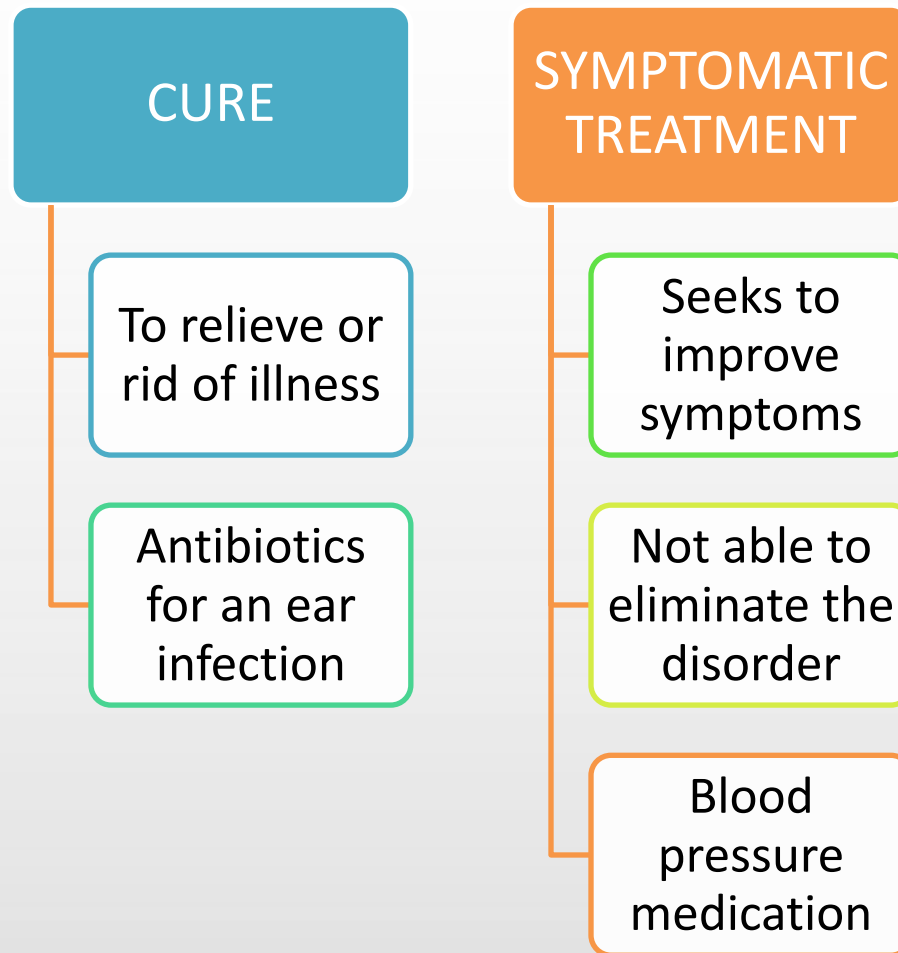 CURE
To relieve or
rid of illness
Antibiotics
for an ear
infection
SYMPTOMATIC
TREATMENT
Seeks to
improve
symptoms
Not able to
eliminate the
disorder
Blood
pressure
medication